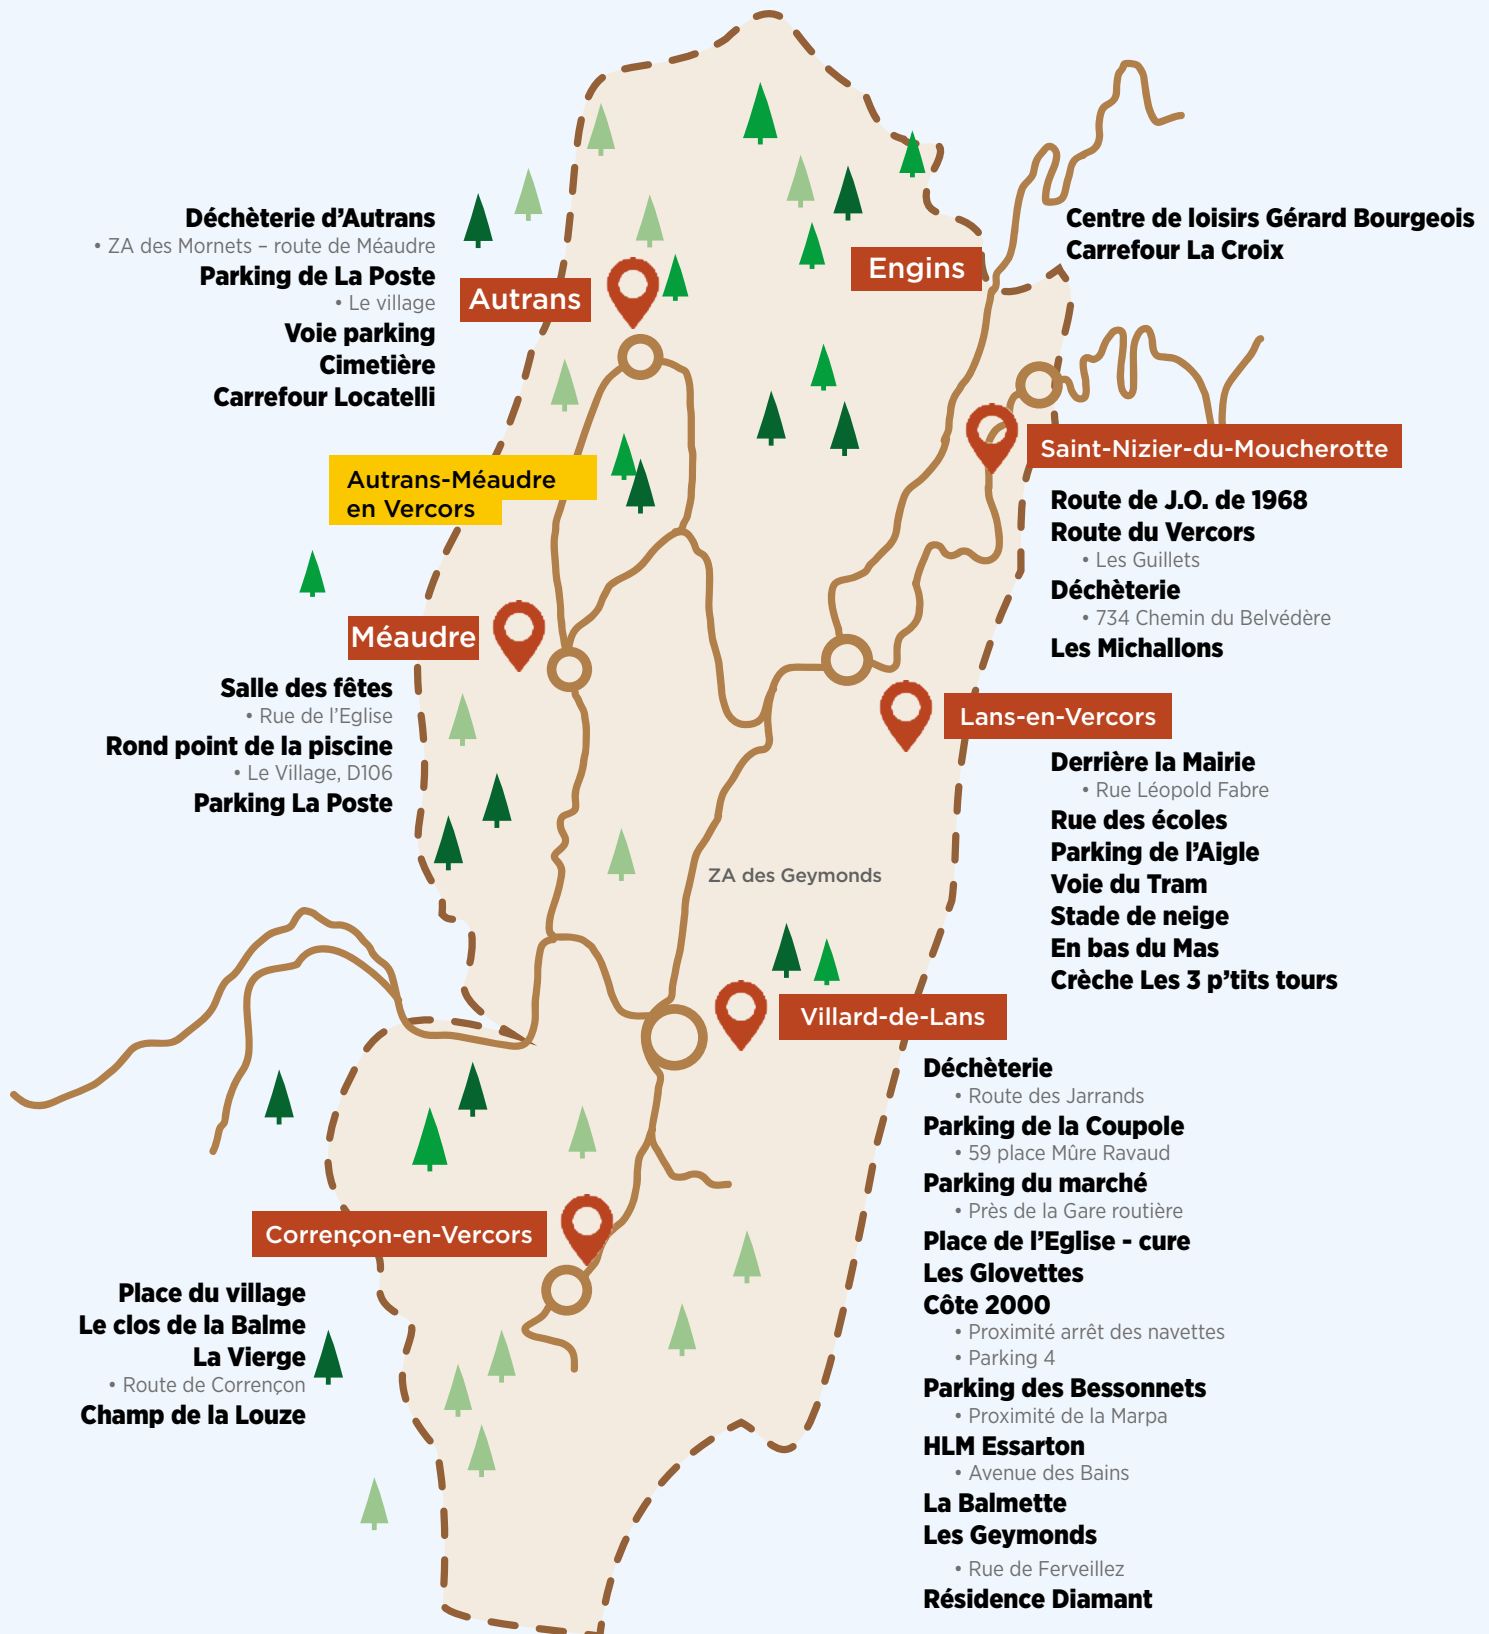 Déchèterie d'Autrans
• ZA des Mornets – route de Méaudre
Parking de La Poste
• Le village
Voie parking
Cimetière
Carrefour Locatelli
Autrans
Engins
Centre de loisirs Gérard Bourgeois
Carrefour La Croix
Autrans-Méaudre
en Vercors
Saint-Nizier-du-Moucherotte
Route de J.O. de 1968
Route du Vercors
• Les Guillets
Déchèterie
• 734 Chemin du Belvédère
Les Michallons
Méaudre
Salle des fêtes
• Rue de l'Eglise
Rond point de la piscine
• Le Village, D106
Parking La Poste
Lans-en-Vercors
Derrière la Mairie
• Rue Léopold Fabre
Rue des écoles
Parking de l'Aigle
Voie du Tram
Stade de neige
En bas du Mas
Crèche Les 3 p'tits tours
ZA des Geymonds
Villard-de-Lans
Déchèterie
• Route des Jarrands
Parking de la Coupole
• 59 place Mûre Ravaud
Parking du marché
• Près de la Gare routière
Place de l'Eglise - cure
Les Glovettes
Côte 2000
• Proximité arrêt des navettes
• Parking 4
Parking des Bessonnets
• Proximité de la Marpa
HLM Essarton
• Avenue des Bains
La Balmette
Les Geymonds
• Rue de Ferveillez
Résidence Diamant
Corrençon-en-Vercors
Place du village
Le clos de la Balme
La Vierge
• Route de Corrençon
Champ de la Louze